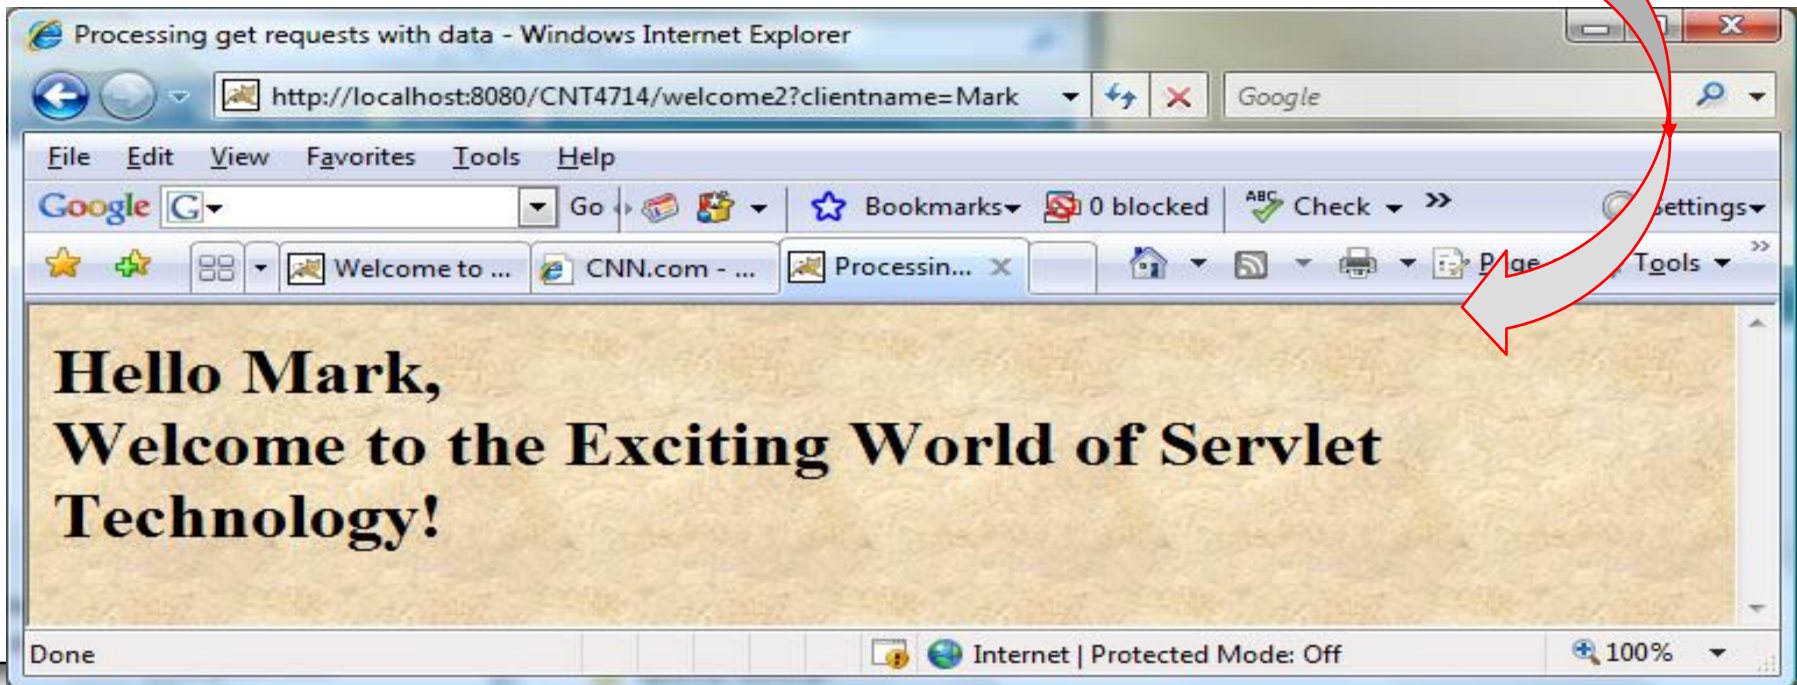 Processing get requests with data - Windows Internet Explorer
http://localhost:8080/CNT4714/welcome2?clientname=Mark
Google
File Edit View Favorites Tools Help
Google G Go Bookmarks 0 blocked ABC Check » Settings
Welcome to ... CNN.com - ... Processin... Page Tools »
Hello Mark,
Welcome to the Exciting World of Servlet
Technology!
Done Internet | Protected Mode: Off 100%